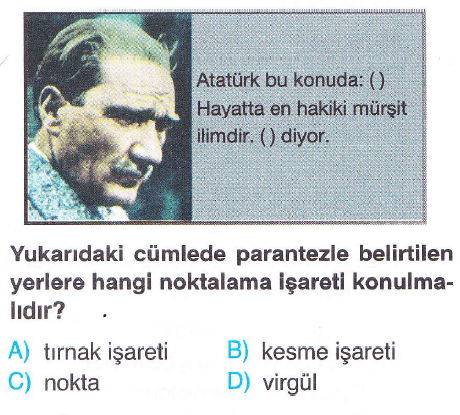 Atatürk bu konuda: ( )
Hayatta en hakiki mürşit
ilimdir. ( ) diyor.
Yukarıdaki cümlede parantezle belirtilen
yerlere hangi noktalama işareti konulma-
lıdır?
A) tırnak işareti B) kesme işareti
C) nokta D) virgül